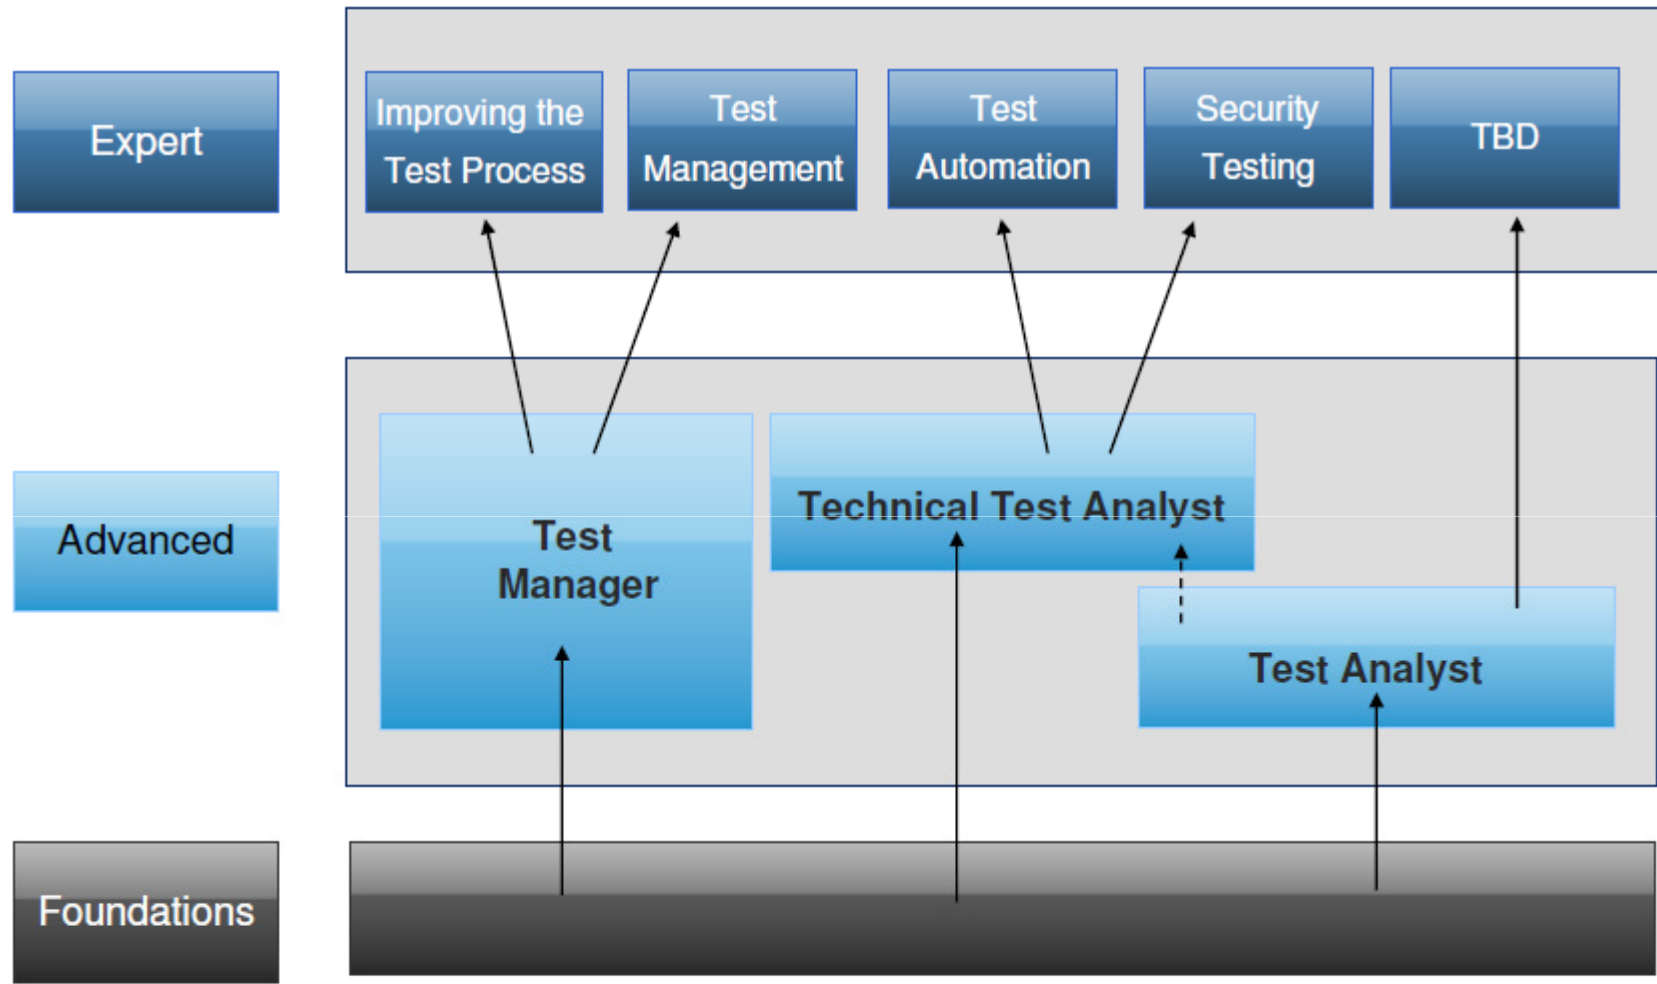 Expert
Improving the
Test Process
Test
Management
Test
Automation
Security
Testing
TBD
Advanced
Test
Manager
Technical Test Analyst
Test Analyst
Foundations